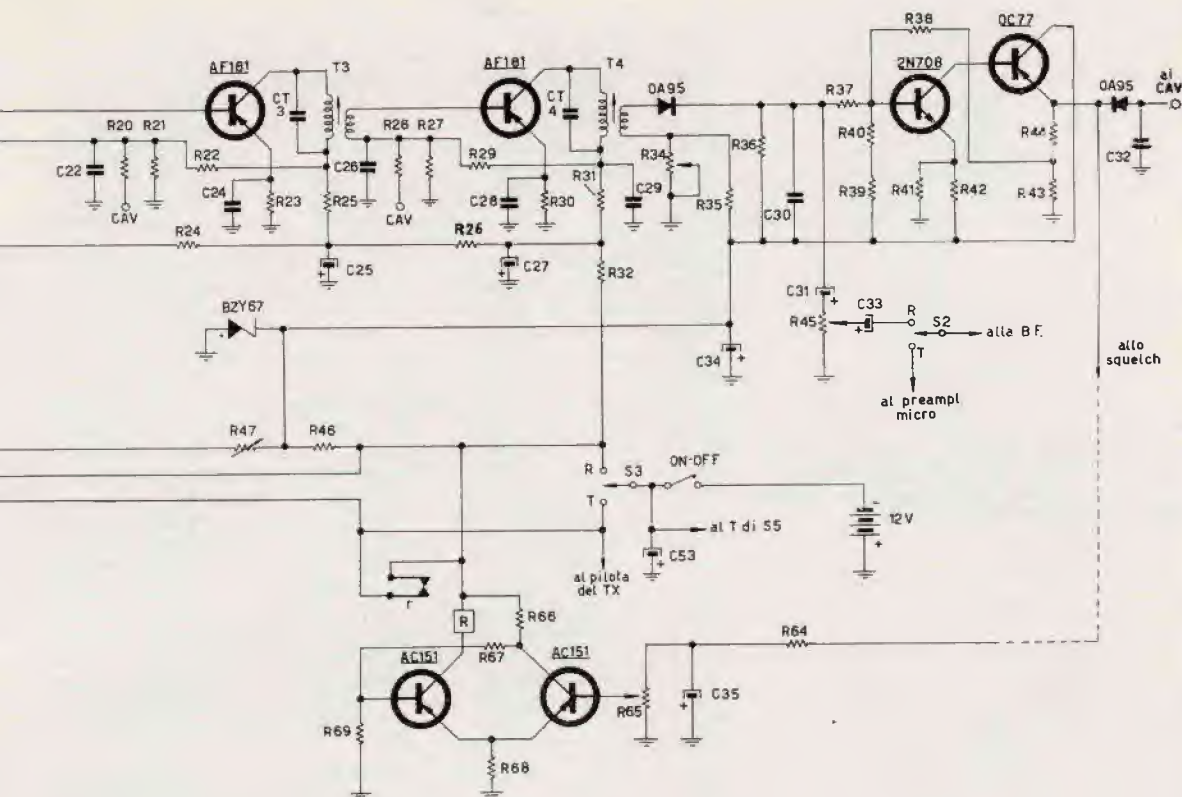 R38
OC77
AF181
T3
AF181
T4
2N708
OA95
OA95
ai
CAV
CT
3
CT
4
R37
R20
R21
R22
C22
C24
R23
R25
CAV
C26
R26
R27
R29
R31
C28
R30
C29
CAV
R34
R36
R35
C30
R40
R39
R41
R42
R44
R43
C32
R24
R26
C25
C27
R32
BZY67
+
+
C34
+
C31
+
R45
C33
+
R
S2
T
alla B.F.
al preampl.
micro
allo
squelch
R47
R46
R
S3
ON-OFF
T
-
12V
+
al T di S5
C53
+
al pilota
del TX
r
R
R66
R67
R64
AC151
AC151
R69
R65
C35
+
R68